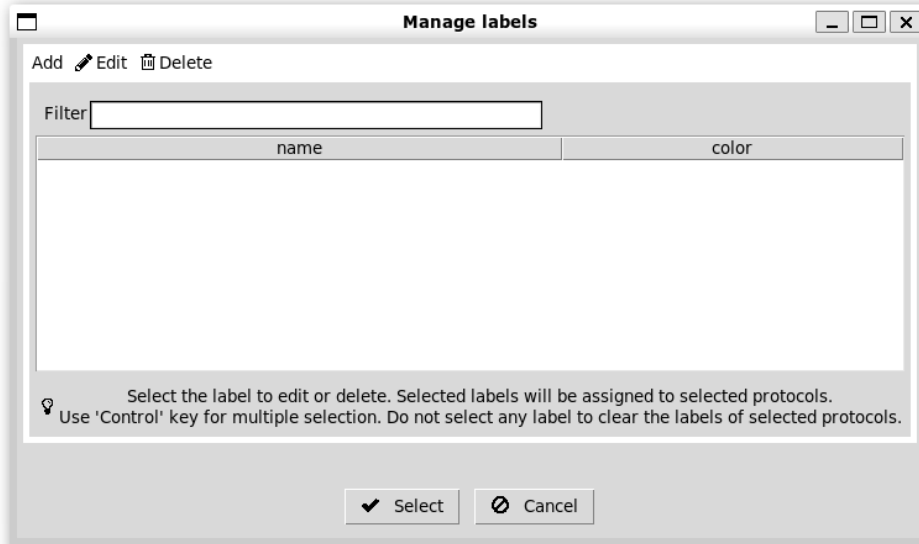 Manage labels
Add Edit Delete
Filter
name color
Select the label to edit or delete. Selected labels will be assigned to selected protocols.
Use 'Control' key for multiple selection. Do not select any label to clear the labels of selected protocols.
Select Cancel